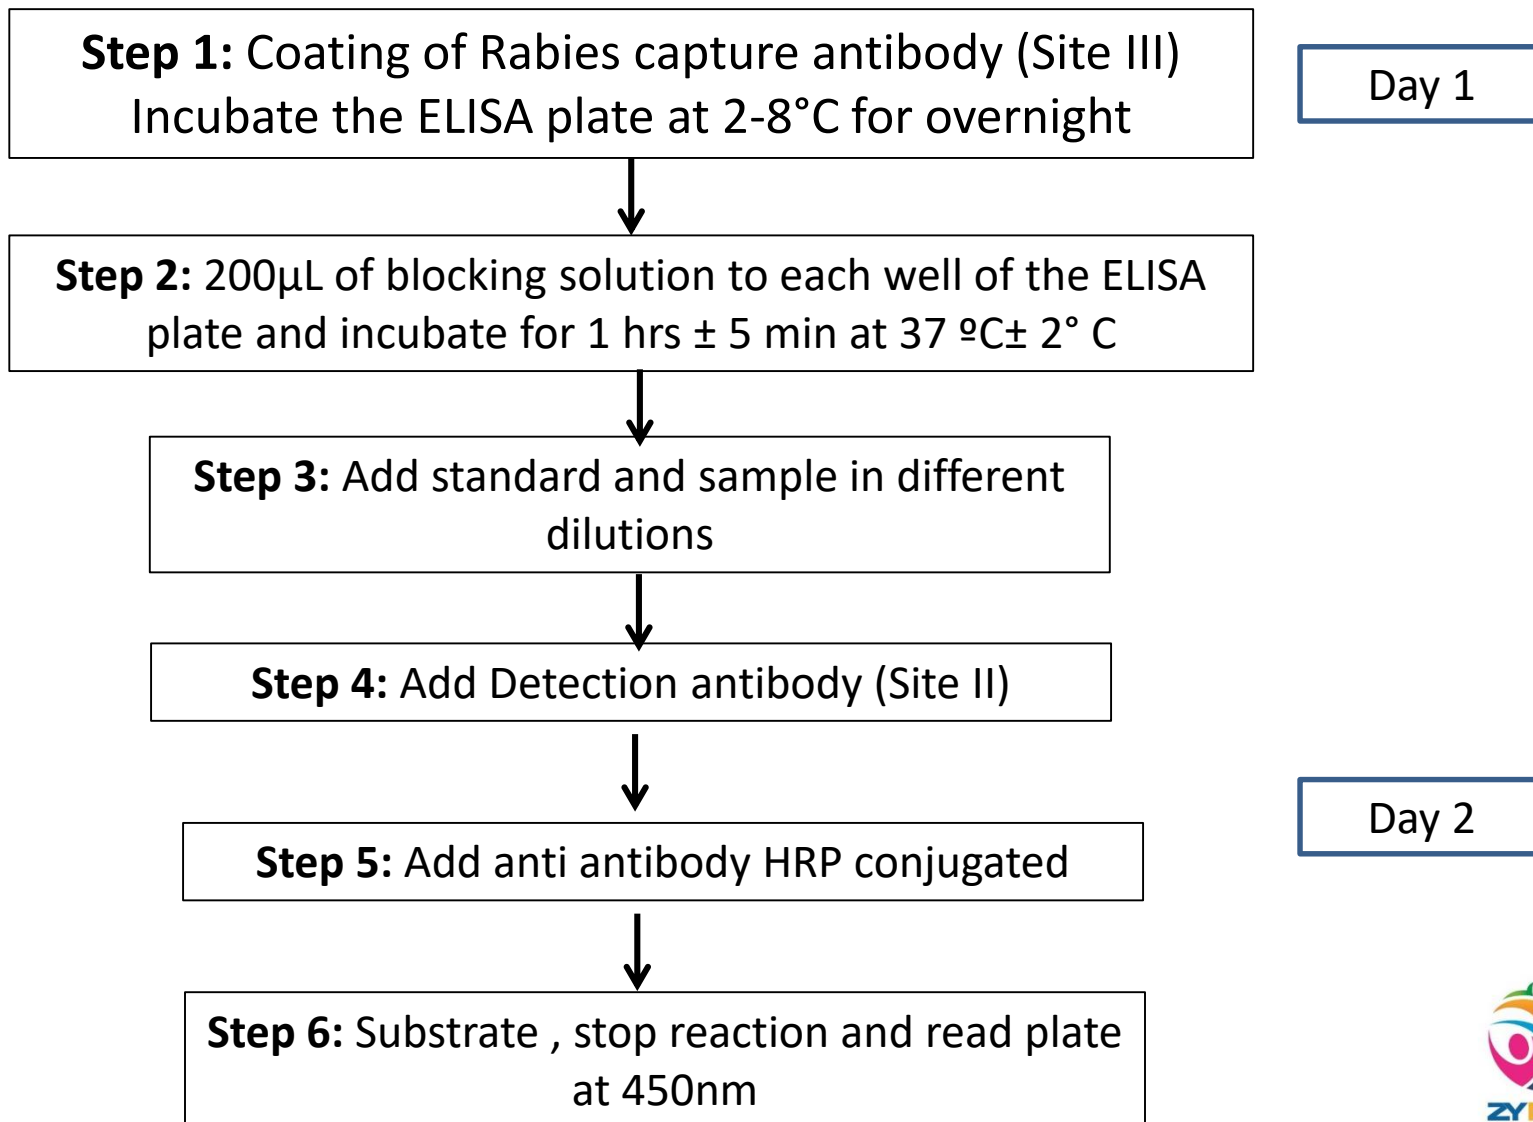 Step 1: Coating of Rabies capture antibody (Site III)
Incubate the ELISA plate at 2-8°C for overnight
Day 1
Step 2: 200µL of blocking solution to each well of the ELISA
plate and incubate for 1 hrs ± 5 min at 37 ºC± 2° C
Step 3: Add standard and sample in different
dilutions
Step 4: Add Detection antibody (Site II)
Day 2
Step 5: Add anti antibody HRP conjugated
Step 6: Substrate , stop reaction and read plate
at 450nm